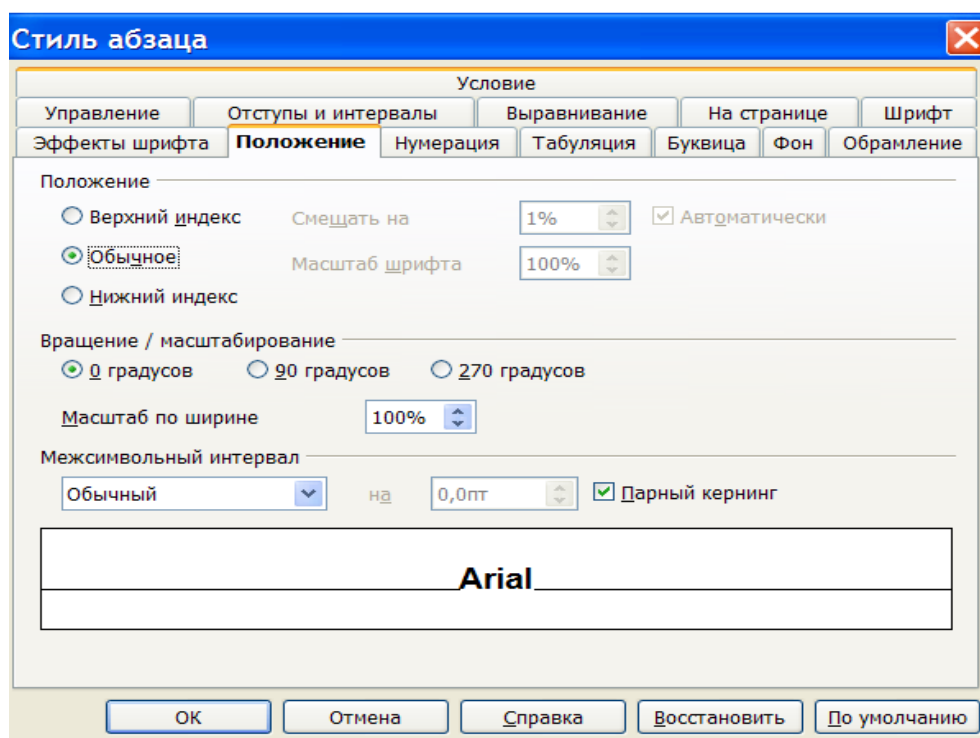 Стиль абзаца
Условие
Управление Отступы и интервалы Выравнивание На странице Шрифт
Эффекты шрифта Положение Нумерация Табуляция Буквица Фон Обрамление
Положение
Верхний индекс Смещать на 1% Автоматически
Обычное Масштаб шрифта 100%
Нижний индекс
Вращение / масштабирование
0 градусов 90 градусов 270 градусов
Масштаб по ширине 100%
Межсимвольный интервал
Обычный на 0,0пт Парный кернинг
Arial
ОК Отмена Справка Восстановить По умолчанию